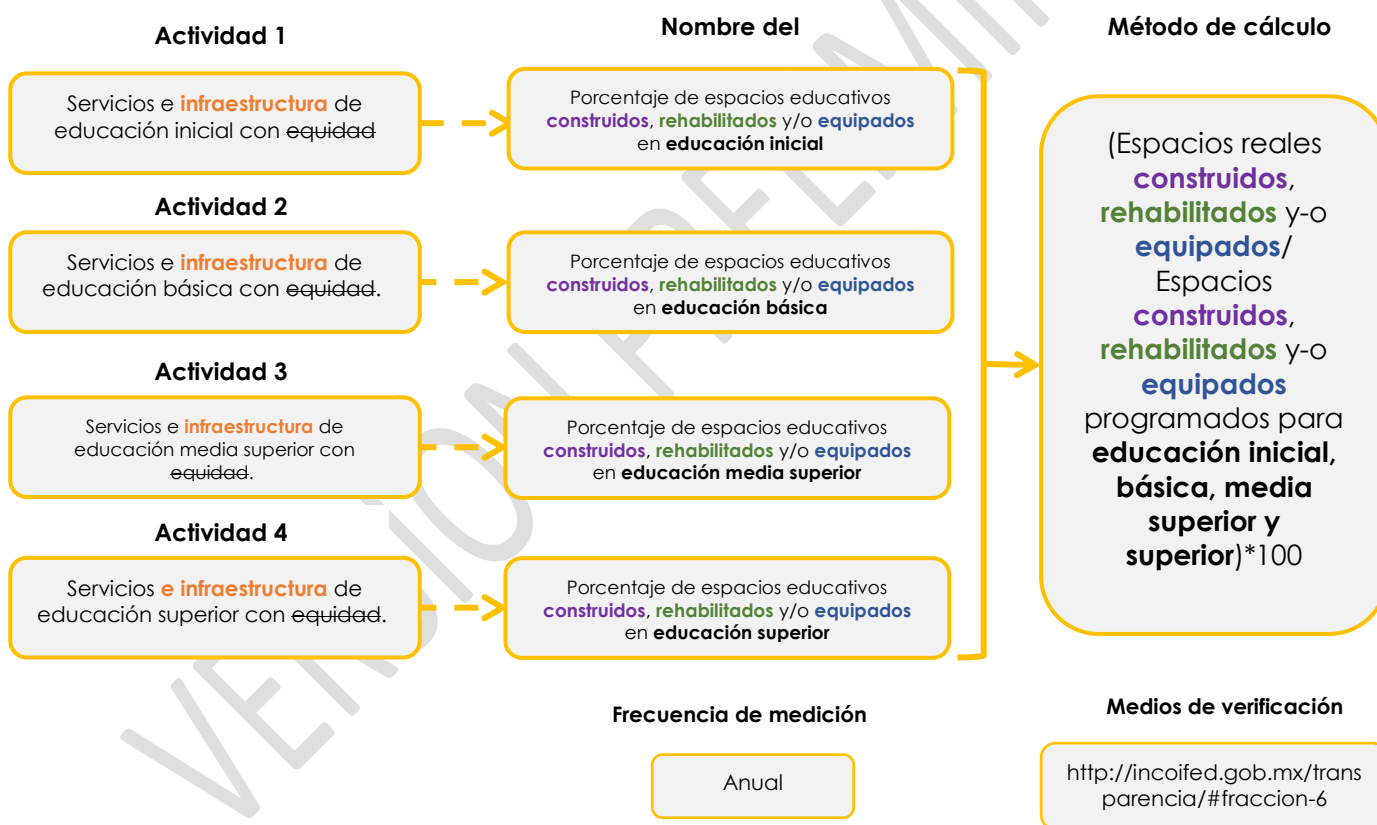 Actividad 1
Servicios e infraestructura de
educación inicial con equidad
Actividad 2
Servicios e infraestructura de
educación básica con equidad.
Actividad 3
Servicios e infraestructura de
educación media superior con
equidad.
Actividad 4
Servicios e infraestructura de
educación superior con equidad.
Nombre del
Porcentaje de espacios educativos
construidos, rehabilitados y/o equipados
en educación inicial
Porcentaje de espacios educativos
construidos, rehabilitados y/o equipados
en educación básica
Porcentaje de espacios educativos
construidos, rehabilitados y/o equipados
en educación media superior
Porcentaje de espacios educativos
construidos, rehabilitados y/o equipados
en educación superior
Método de cálculo
(Espacios reales
construidos,
rehabilitados y-o
equipados/
Espacios
construidos,
rehabilitados y-o
equipados
programados para
educación inicial,
básica, media
superior y
superior)*100
Frecuencia de medición
Anual
Medios de verificación
http://incoifed.gob.mx/trans
parencia/#fraccion-6